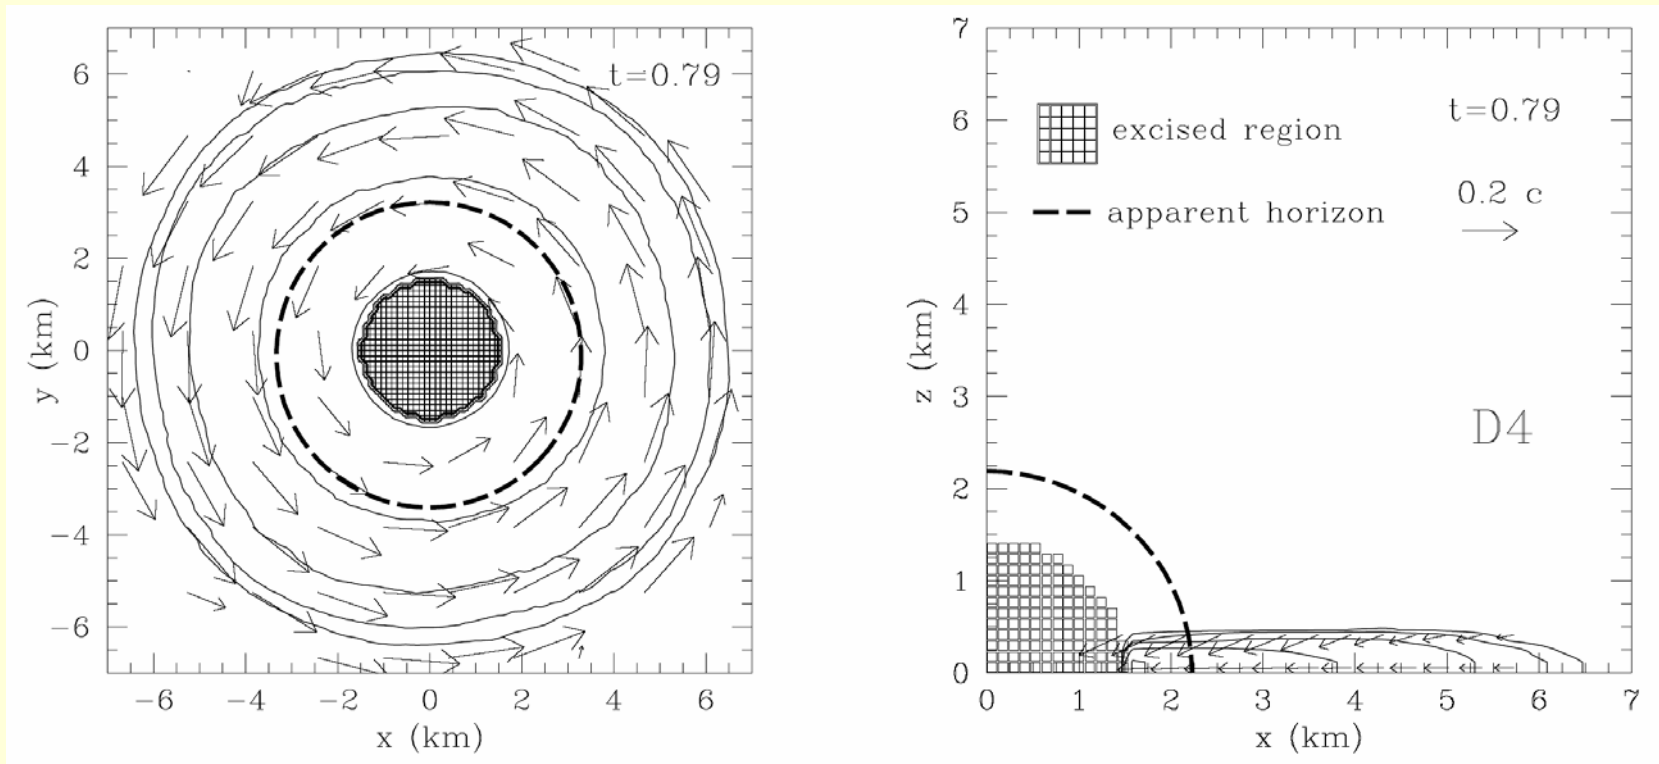 t=0.79
6
4
2
0
−2
−4
−6
y (km)
−6 −4 −2 0 2 4 6
x (km)
7
6
5
4
3
2
1
0
z (km)
excised region
apparent horizon
t=0.79
0.2 c
D4
0 1 2 3 4 5 6 7
x (km)